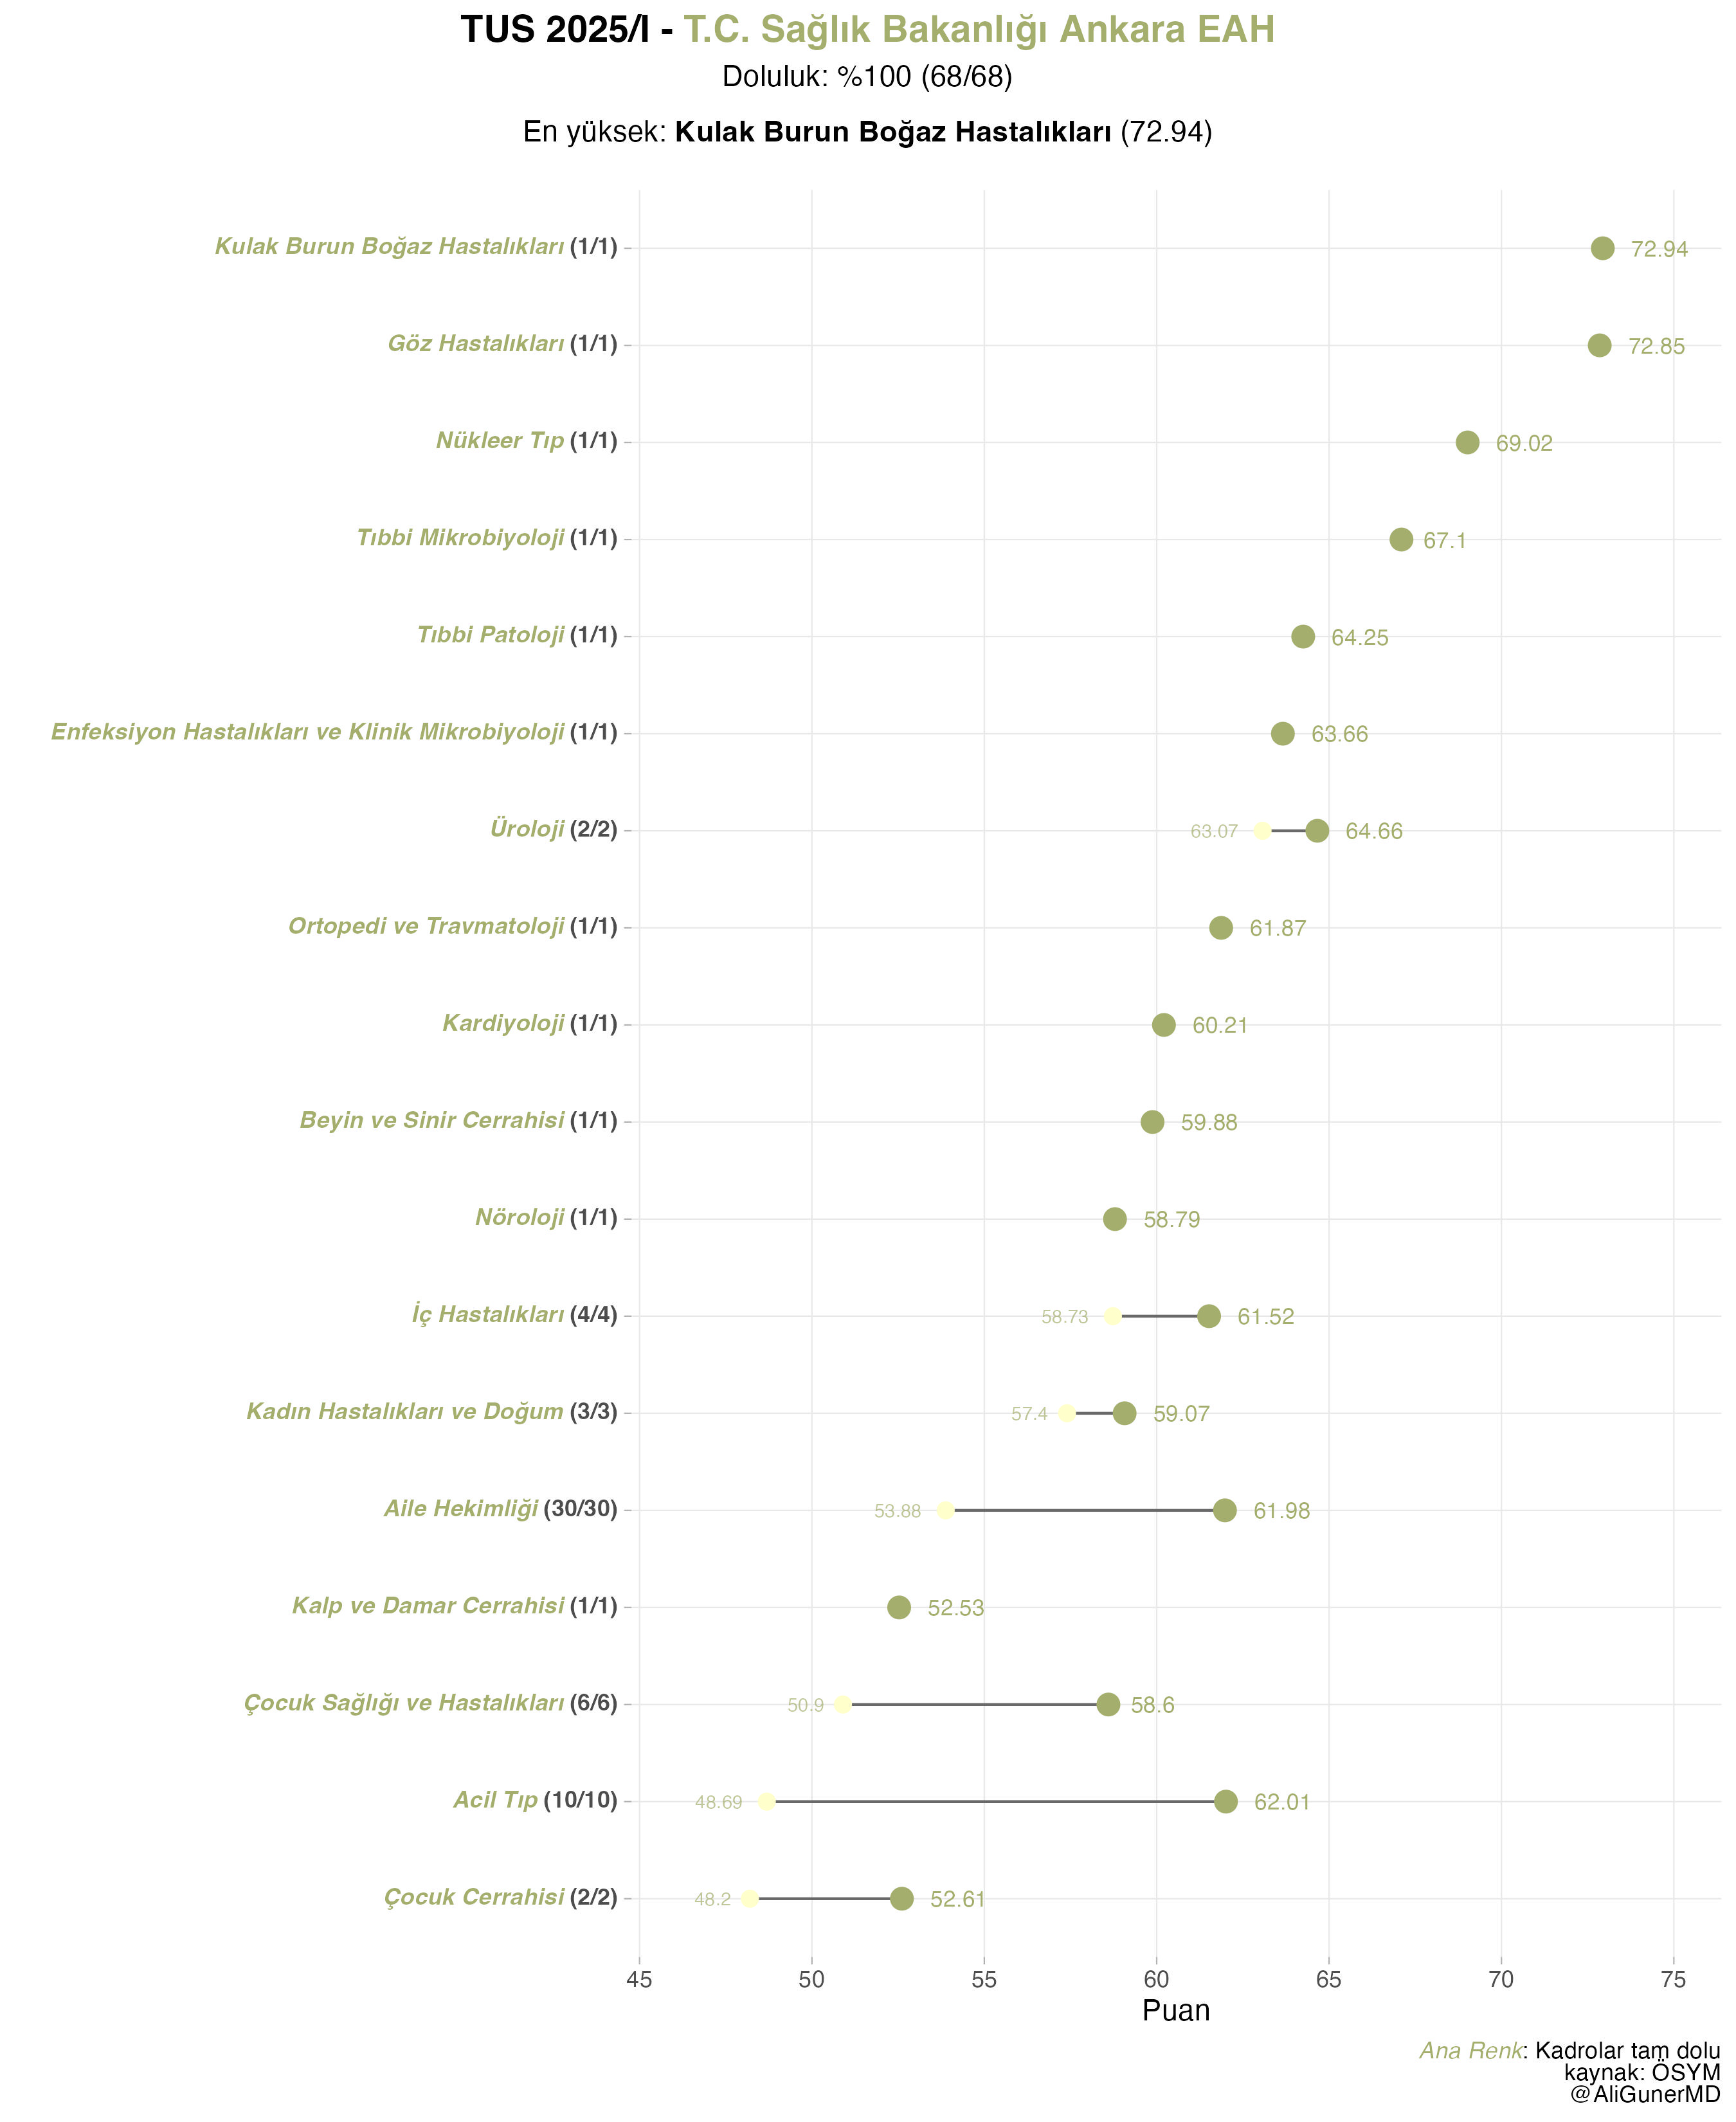 TUS 2025/I - T.C. Sağlık Bakanlığı Ankara EAH
Doluluk: %100 (68/68)
En yüksek: Kulak Burun Boğaz Hastalıkları (72.94)
Kulak Burun Boğaz Hastalıkları (1/1) 72.94
Göz Hastalıkları (1/1) 72.85
Nükleer Tıp (1/1) 69.02
Tıbbi Mikrobiyoloji (1/1) 67.1
Tıbbi Patoloji (1/1) 64.25
Enfeksiyon Hastalıkları ve Klinik Mikrobiyoloji (1/1) 63.66
Üroloji (2/2) 63.07 64.66
Ortopedi ve Travmatoloji (1/1) 61.87
Kardiyoloji (1/1) 60.21
Beyin ve Sinir Cerrahisi (1/1) 59.88
Nöroloji (1/1) 58.79
İç Hastalıkları (4/4) 58.73 61.52
Kadın Hastalıkları ve Doğum (3/3) 57.4 59.07
Aile Hekimliği (30/30) 53.88 61.98
Kalp ve Damar Cerrahisi (1/1) 52.53
Çocuk Sağlığı ve Hastalıkları (6/6) 50.9 58.6
Acil Tıp (10/10) 48.69 62.01
Çocuk Cerrahisi (2/2) 48.2 52.61
45 50 55 60 65 70 75
Puan
Ana Renk: Kadrolar tam dolu
kaynak: ÖSYM
@AliGunerMD